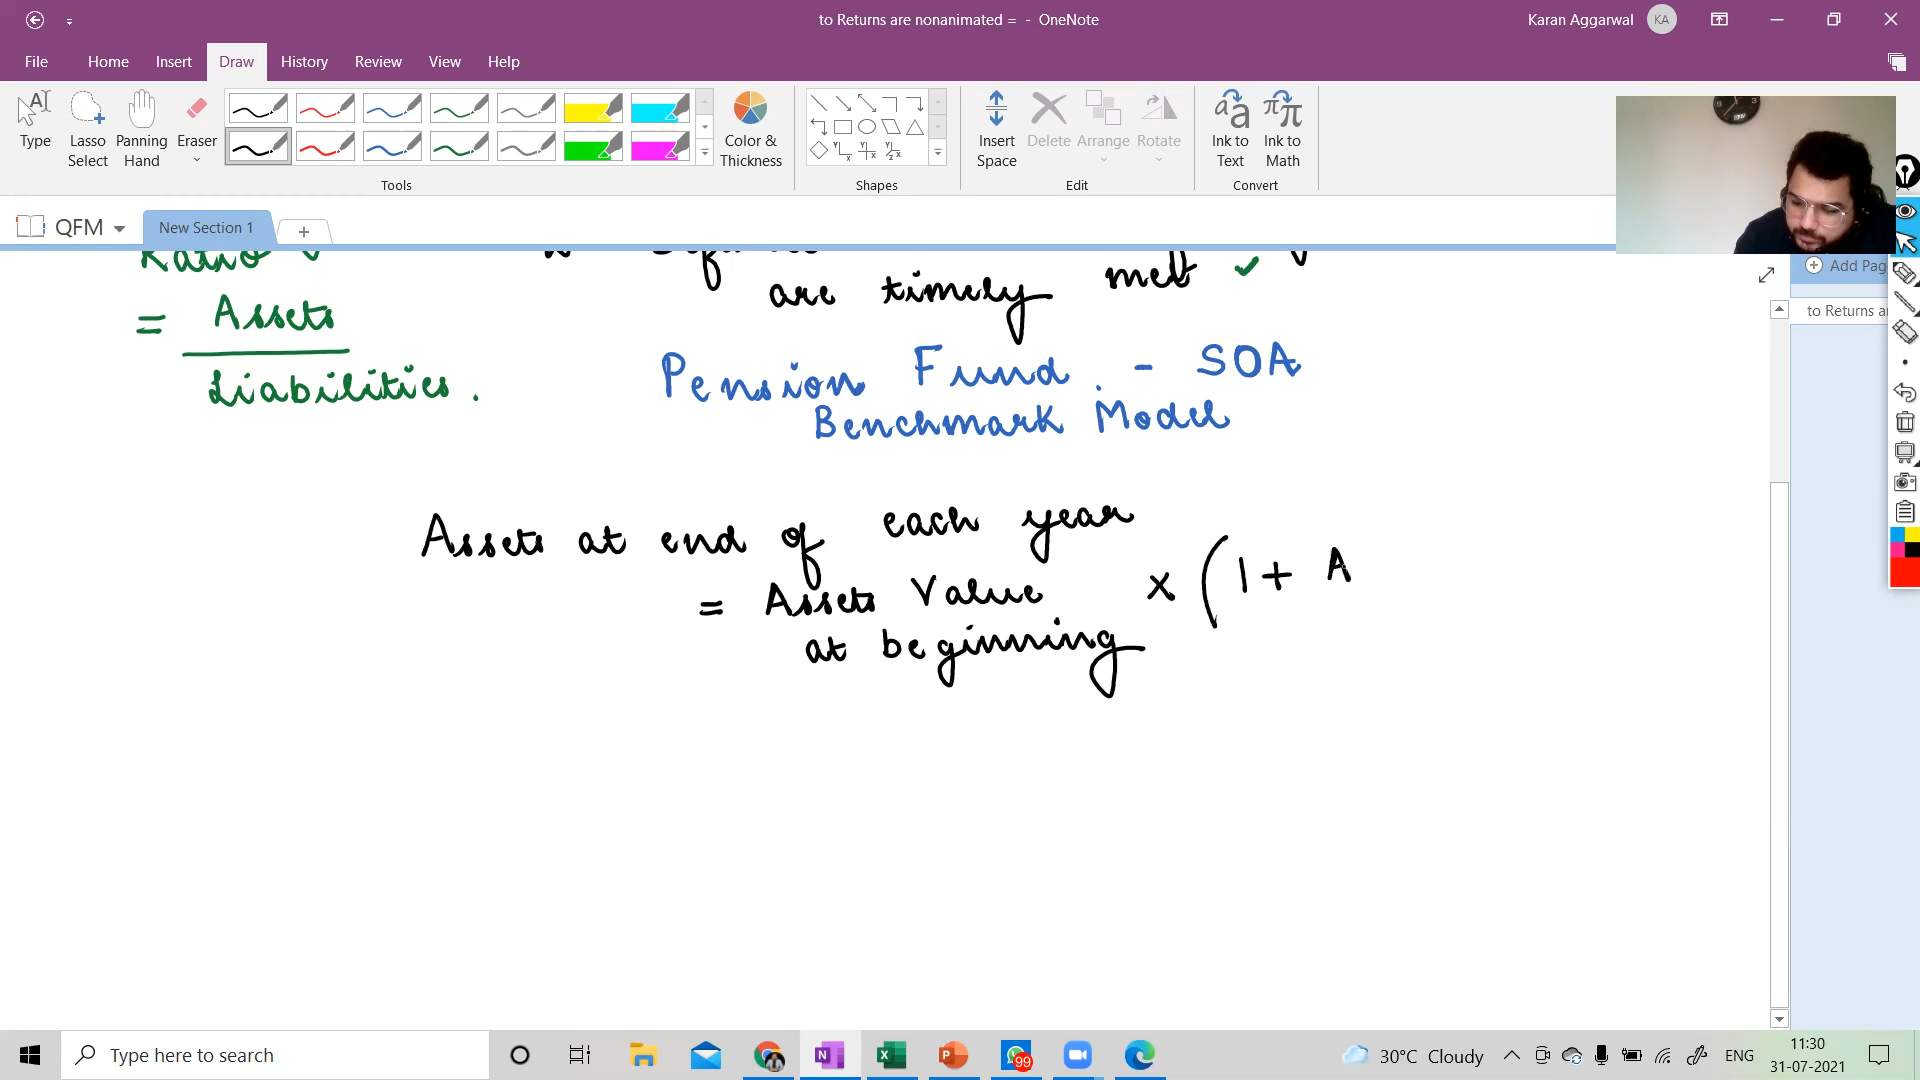 to Returns are nonanimated = - OneNote
Karan Aggarwal KA
File Home Insert Draw History Review View Help
Type
Lasso Select
Panning Hand
Eraser
Color & Thickness
Insert Space
Delete
Arrange
Rotate
Ink to Text
Ink to Math
Tools
Shapes
Edit
Convert
QFM
New Section 1
Add Pag
to Returns a
Ratio
= Assets
Liabilities.
are timely met
Pension Fund. - SOA
Benchmark Model
Assets at end of each year
= Assets Value × (1 + A
at beginning
Type here to search
99
30°C Cloudy
ENG
11:30
31-07-2021